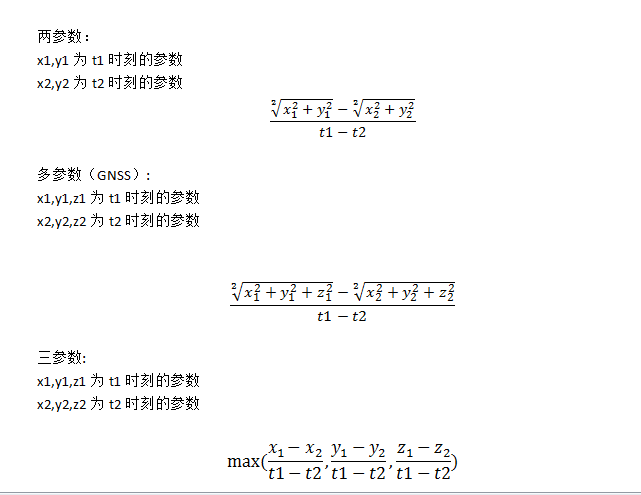 两参数：
x1,y1 为 t1 时刻的参数
x2,y2 为 t2 时刻的参数
\frac{\sqrt[2]{x_1^2+y_1^2}-\sqrt[2]{x_2^2+y_2^2}}{t1-t2}
多参数（GNSS）:
x1,y1,z1 为 t1 时刻的参数
x2,y2,z2 为 t2 时刻的参数
\frac{\sqrt[2]{x_1^2+y_1^2+z_1^2}-\sqrt[2]{x_2^2+y_2^2+z_2^2}}{t1-t2}
三参数:
x1,y1,z1 为 t1 时刻的参数
x2,y2,z2 为 t2 时刻的参数
\max(\frac{x_1-x_2}{t1-t2},\frac{y_1-y_2}{t1-t2},\frac{z_1-z_2}{t1-t2})